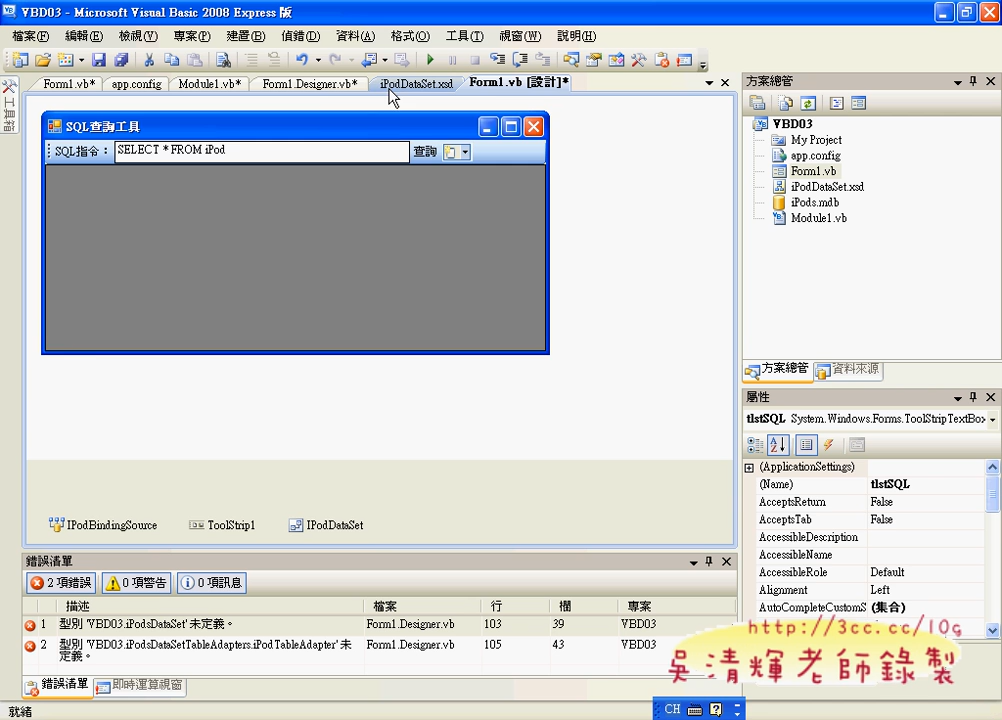 VBD03 - Microsoft Visual Basic 2008 Express 版
檔案(F) 編輯(E) 檢視(V) 專案(P) 建置(B) 偵錯(D) 資料(A) 格式(O) 工具(T) 視窗(W) 說明(H)
Form1.vb* app.config Module1.vb* Form1.Designer.vb* iPodDataSet.xsd Form1.vb [設計]*
工具箱
SQL查詢工具
SQL指令： SELECT * FROM iPod 查詢
IPodBindingSource ToolStrip1 IPodDataSet
方案總管
VBD03
My Project
app.config
Form1.vb
iPodDataSet.xsd
iPods.mdb
Module1.vb
方案總管 資料來源
屬性
tlstSQL System.Windows.Forms.ToolStripTextBox
(ApplicationSettings)
(Name) tlstSQL
AcceptsReturn False
AcceptsTab False
AccessibleDescription
AccessibleName
AccessibleRole Default
Alignment Left
AutoCompleteCustomS (集合)
錯誤清單
2 項錯誤 0 項警告 0 項訊息
描述 檔案 行 欄 專案
1 型別 'VBD03.iPodsDataSet' 未定義。 Form1.Designer.vb 103 39 VBD03
2 型別 'VBD03.iPodsDataSetTableAdapters.iPodTableAdapter' 未定義。 Form1.Designer.vb 105 43 VBD03
錯誤清單 即時運算視窗
http://3cc.cc/10g
吳清輝老師錄製
就緒
CH